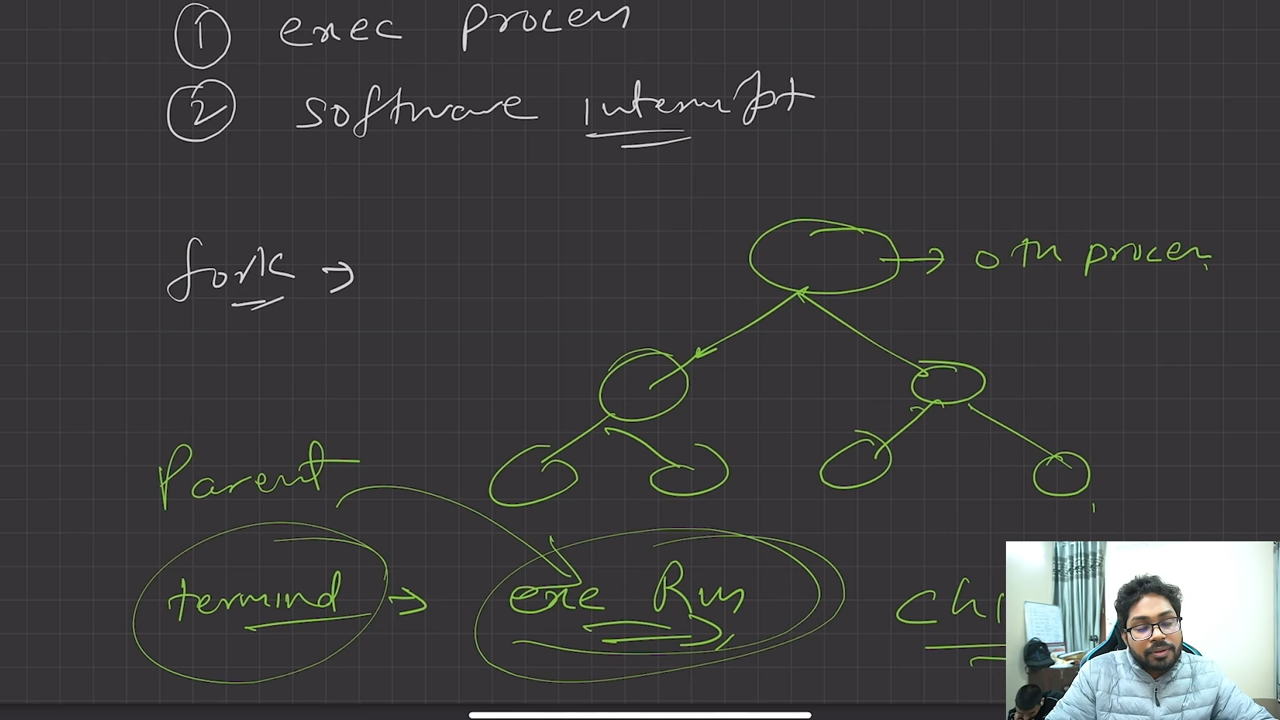 ① exec process
② software interrupt
fork →
→ 0th process
Parent
termind → exe Run